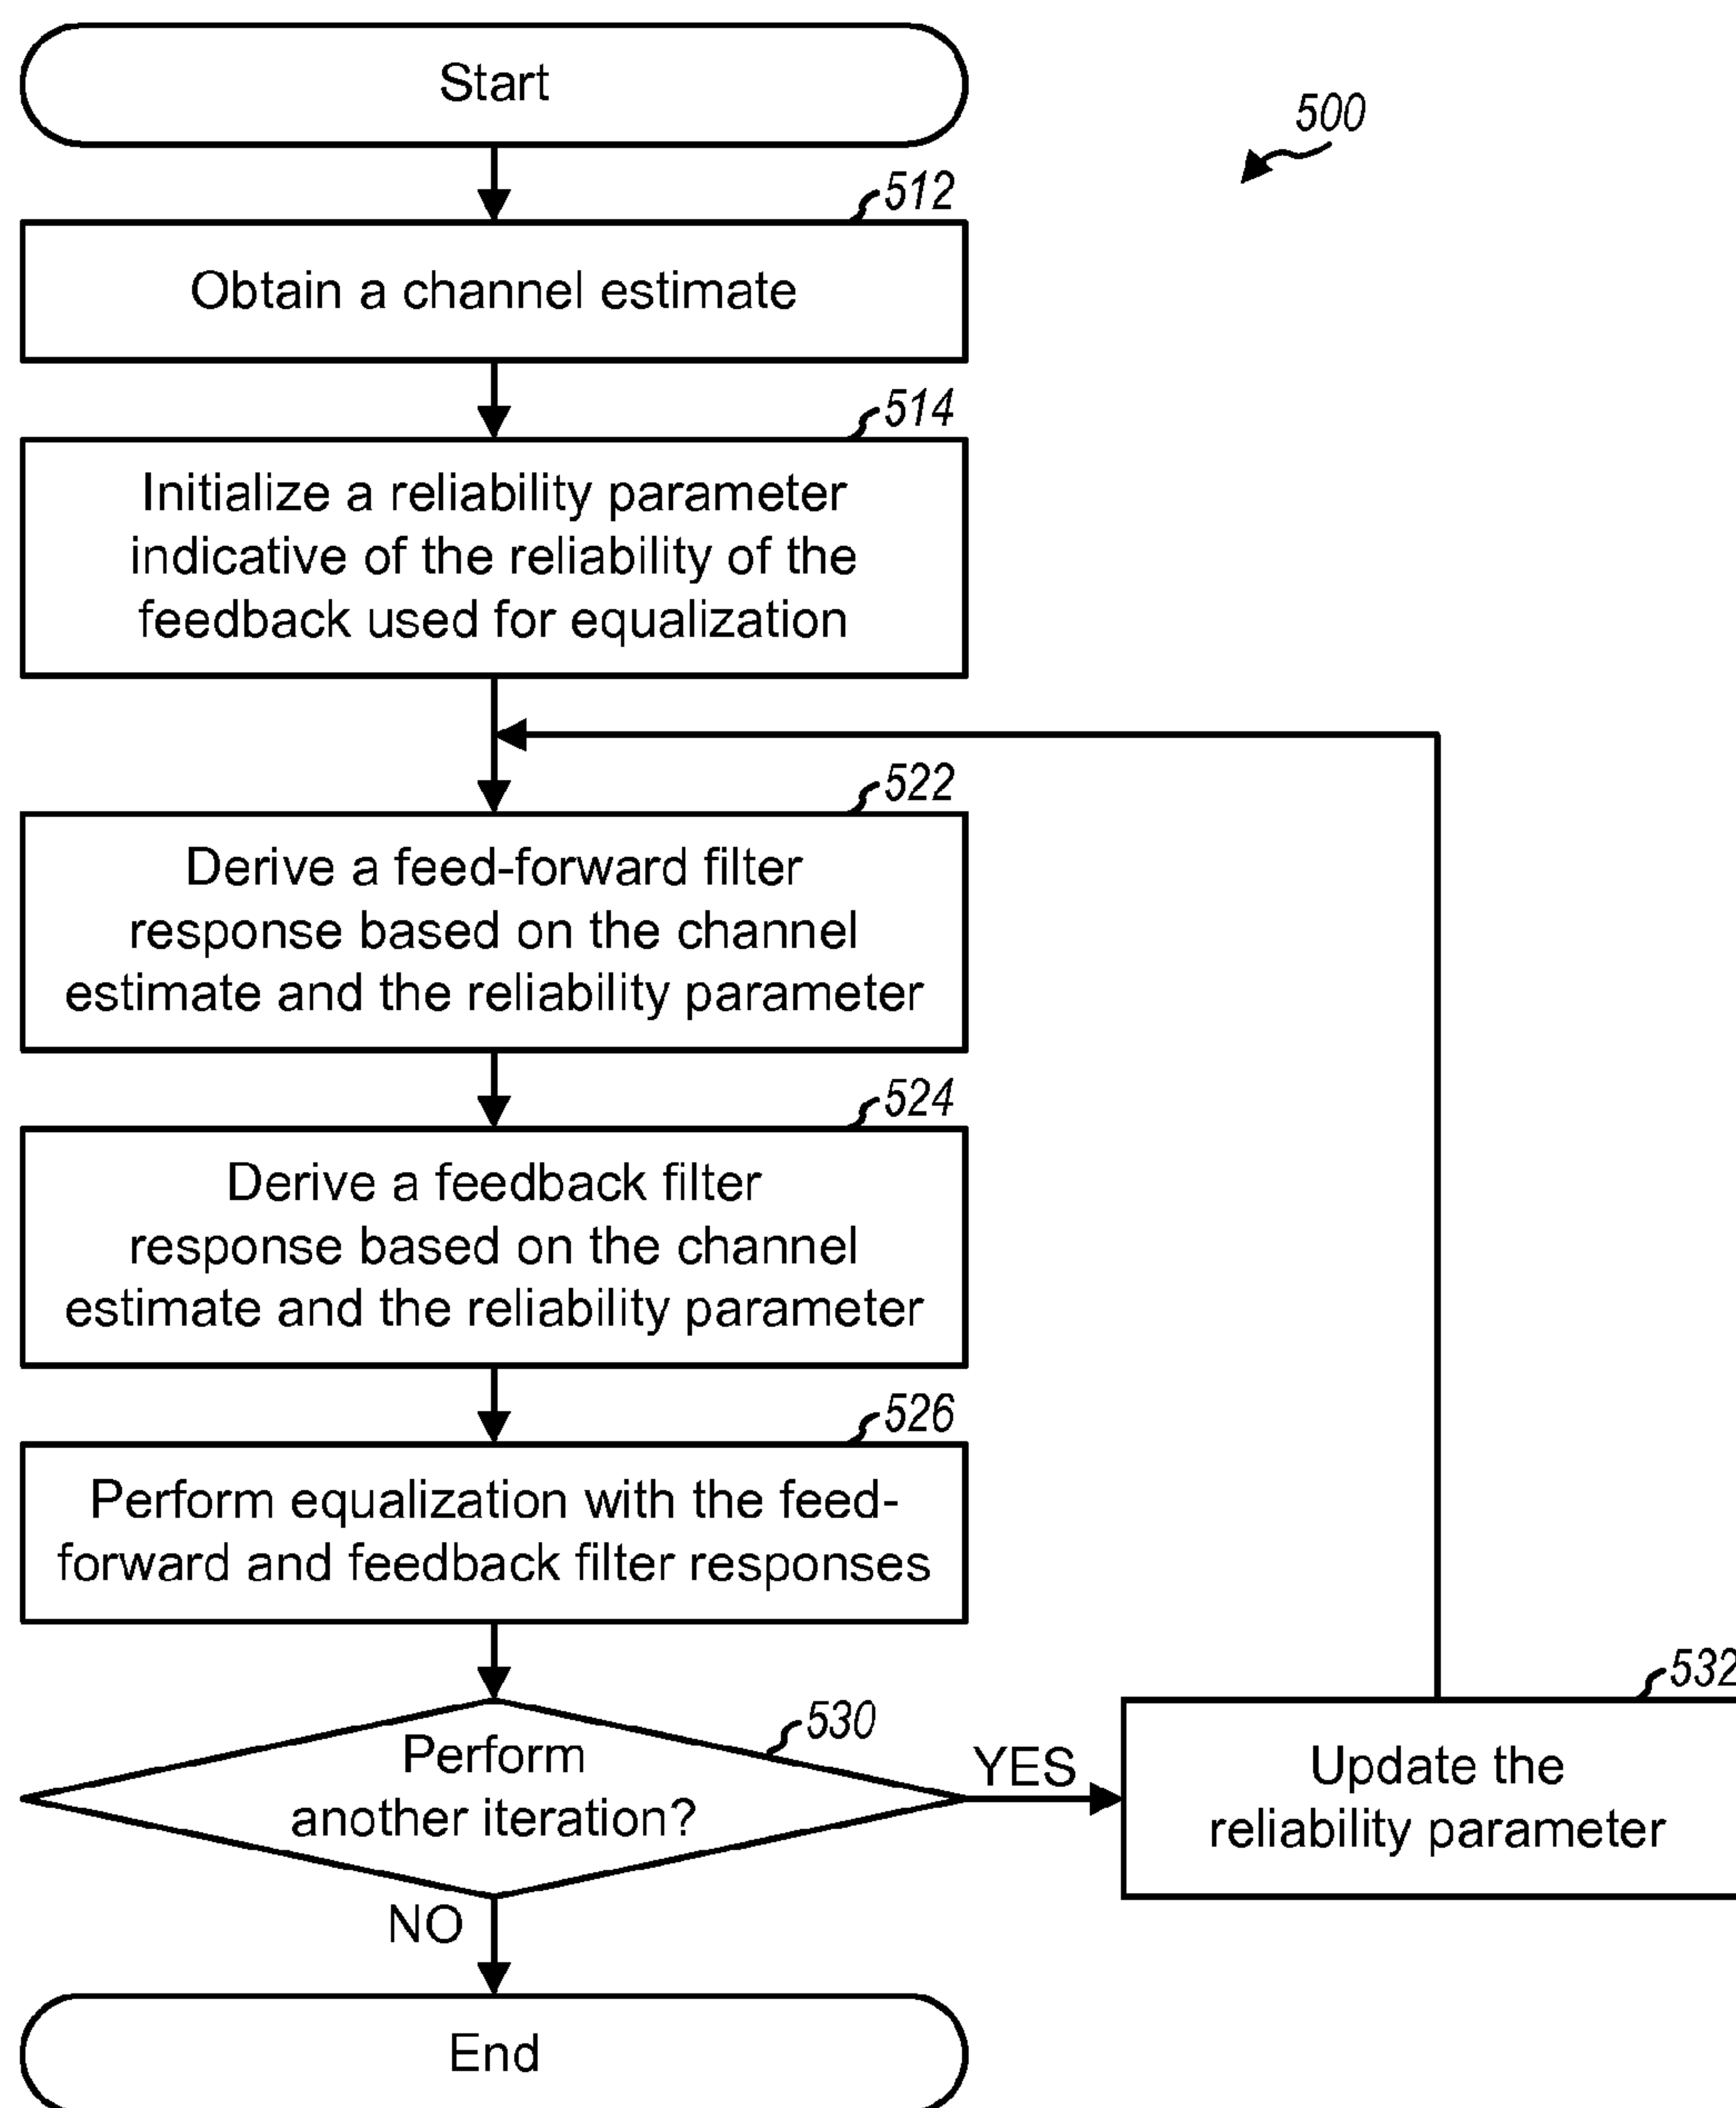 Start
500
512
Obtain a channel estimate
514
Initialize a reliability parameter
indicative of the reliability of the
feedback used for equalization
522
Derive a feed-forward filter
response based on the channel
estimate and the reliability parameter
524
Derive a feedback filter
response based on the channel
estimate and the reliability parameter
526
Perform equalization with the feed-
forward and feedback filter responses
530
Perform
another iteration?
YES
532
Update the
reliability parameter
NO
End